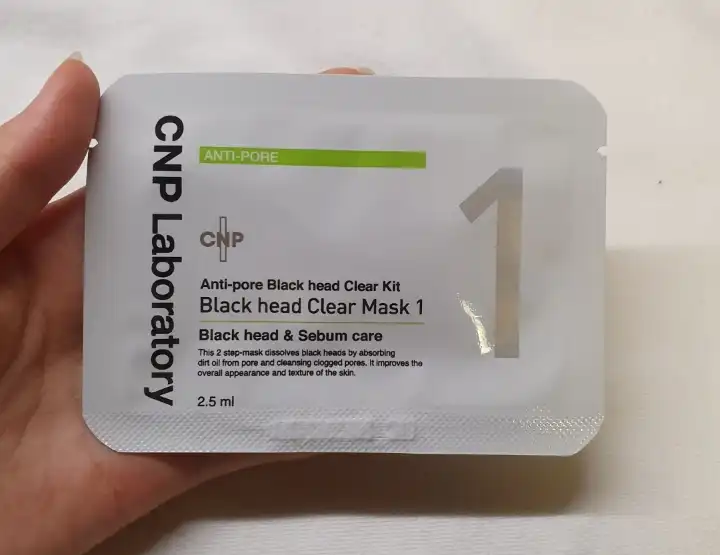 CNP Laboratory
ANTI-PORE
CNP
Anti-pore Black head Clear Kit
Black head Clear Mask 1
Black head & Sebum care
This 2 step-mask dissolves black heads by absorbing
dirt oil from pore and cleansing clogged pores. It improves the
overall appearance and texture of the skin.
2.5 ml
1